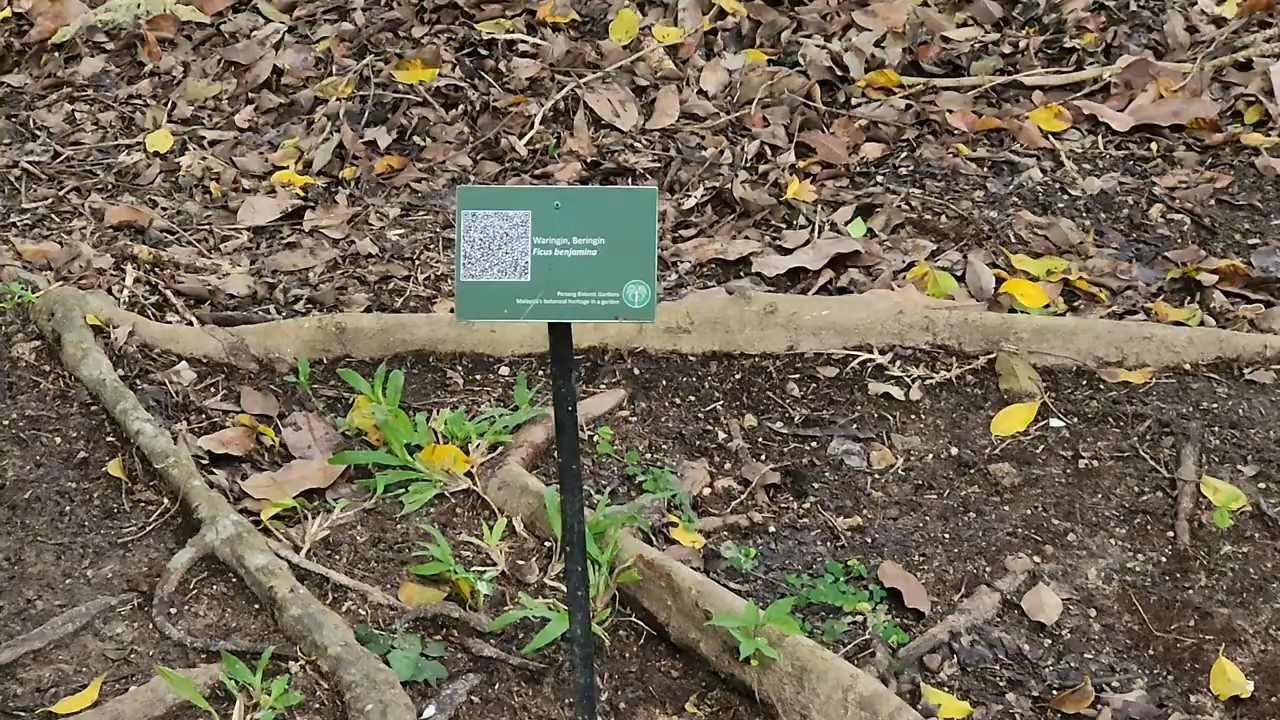 Waringin, Beringin
Ficus benjamina
Penang Botanic Gardens
Malaysia's botanical heritage in a garden